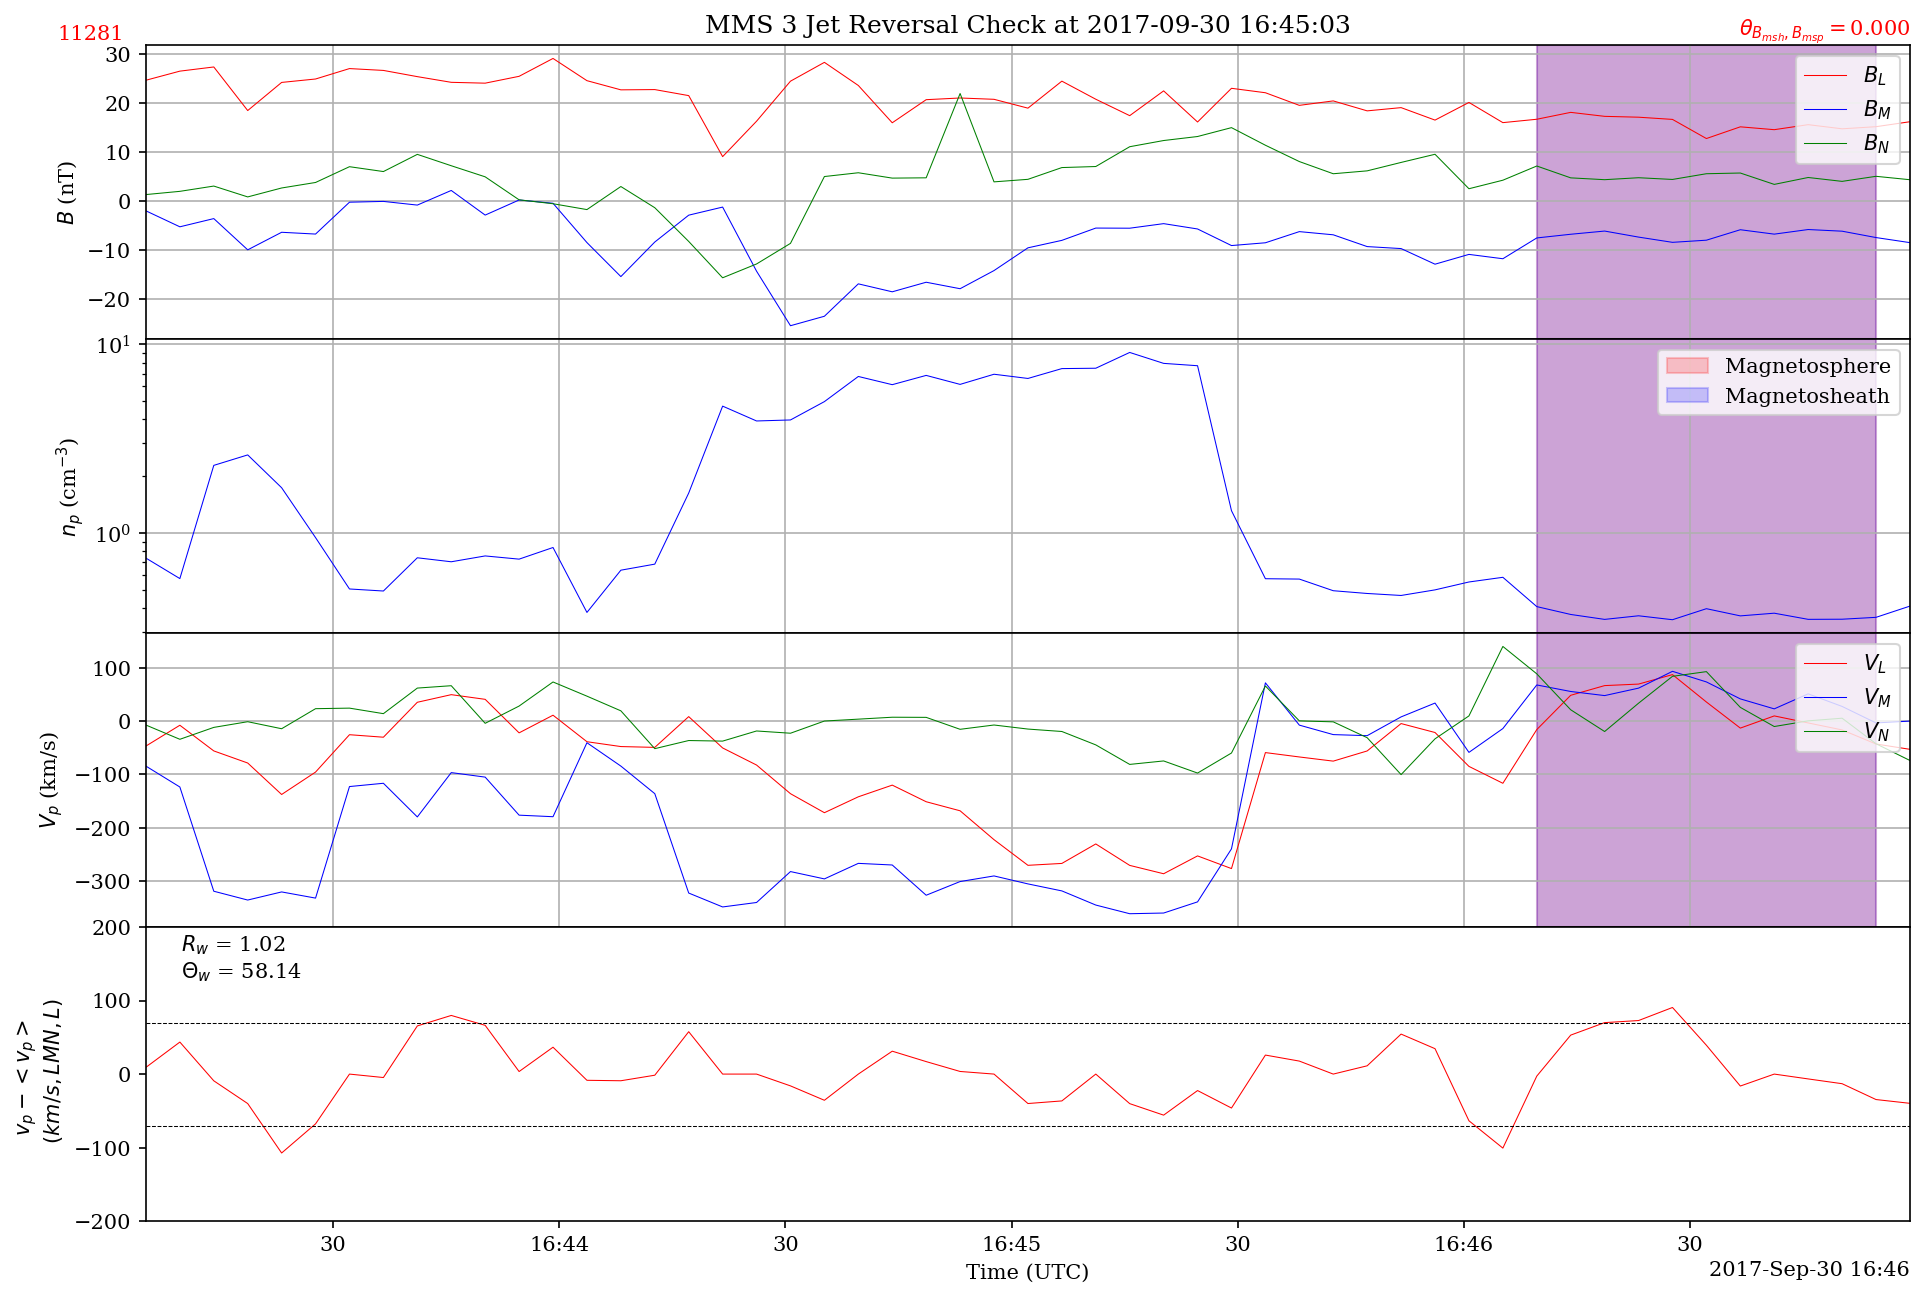 MMS 3 Jet Reversal Check at 2017-09-30 16:45:03
11281
θ_{B_{msh}, B_{msp}} = 0.000
30
20
10
0
−10
−20
B (nT)
B_L
B_M
B_N
10^1
10^0
n_p (cm^{−3})
Magnetosphere
Magnetosheath
100
0
−100
−200
−300
V_p (km/s)
V_L
V_M
V_N
200
100
0
−100
−200
v_p − <v_p>
(km/s, LMN, L)
R_w = 1.02
Θ_w = 58.14
30
16:44
30
16:45
30
16:46
30
Time (UTC)
2017-Sep-30 16:46